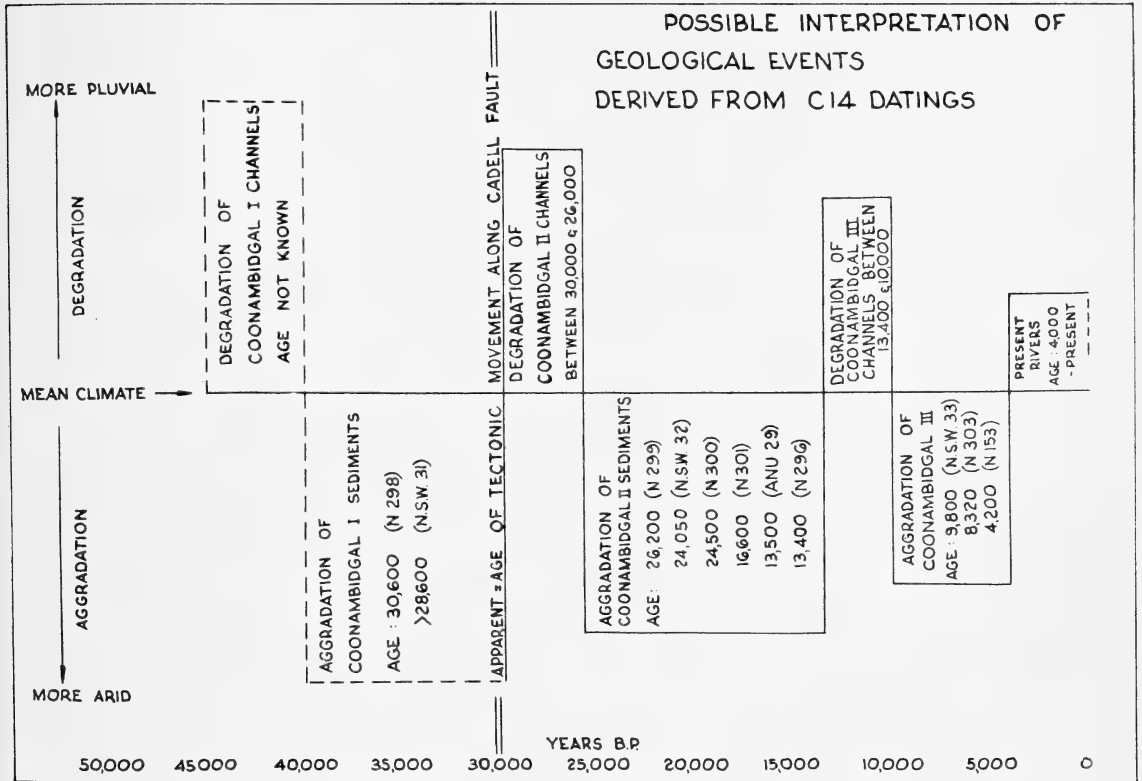 POSSIBLE INTERPRETATION OF
GEOLOGICAL EVENTS
DERIVED FROM C14 DATINGS
MORE PLUVIAL
DEGRADATION
MEAN CLIMATE
AGGRADATION
MORE ARID
DEGRADATION OF
COONAMBIDGAL I CHANNELS
AGE NOT KNOWN
AGGRADATION OF
COONAMBIDGAL I SEDIMENTS
AGE : 30,600 (N 298)
>28,600 (N.S.W. 31)
APPARENT = AGE OF TECTONIC MOVEMENT ALONG CADELL FAULT
DEGRADATION OF
COONAMBIDGAL II CHANNELS
BETWEEN 30,000 & 26,000
AGGRADATION OF
COONAMBIDGAL II SEDIMENTS
AGE: 26,200 (N 299)
24,050 (N.S.W. 32)
24,500 (N 300)
16,600 (N301)
13,500 (ANU 29)
13,400 (N 296)
DEGRADATION OF
COONAMBIDGAL III
CHANNELS BETWEEN
13,400 & 10000
AGGRADATION OF
COONAMBIDGAL III
AGE : 9,800 (N.S.W. 33)
8,320 (N 303)
4,200 (N 153)
PRESENT
RIVERS
AGE : 4,000
- PRESENT
YEARS B.P.
50,000 45000 40,000 35,000 30,000 25,000 20,000 15,000 10,000 5,000 0